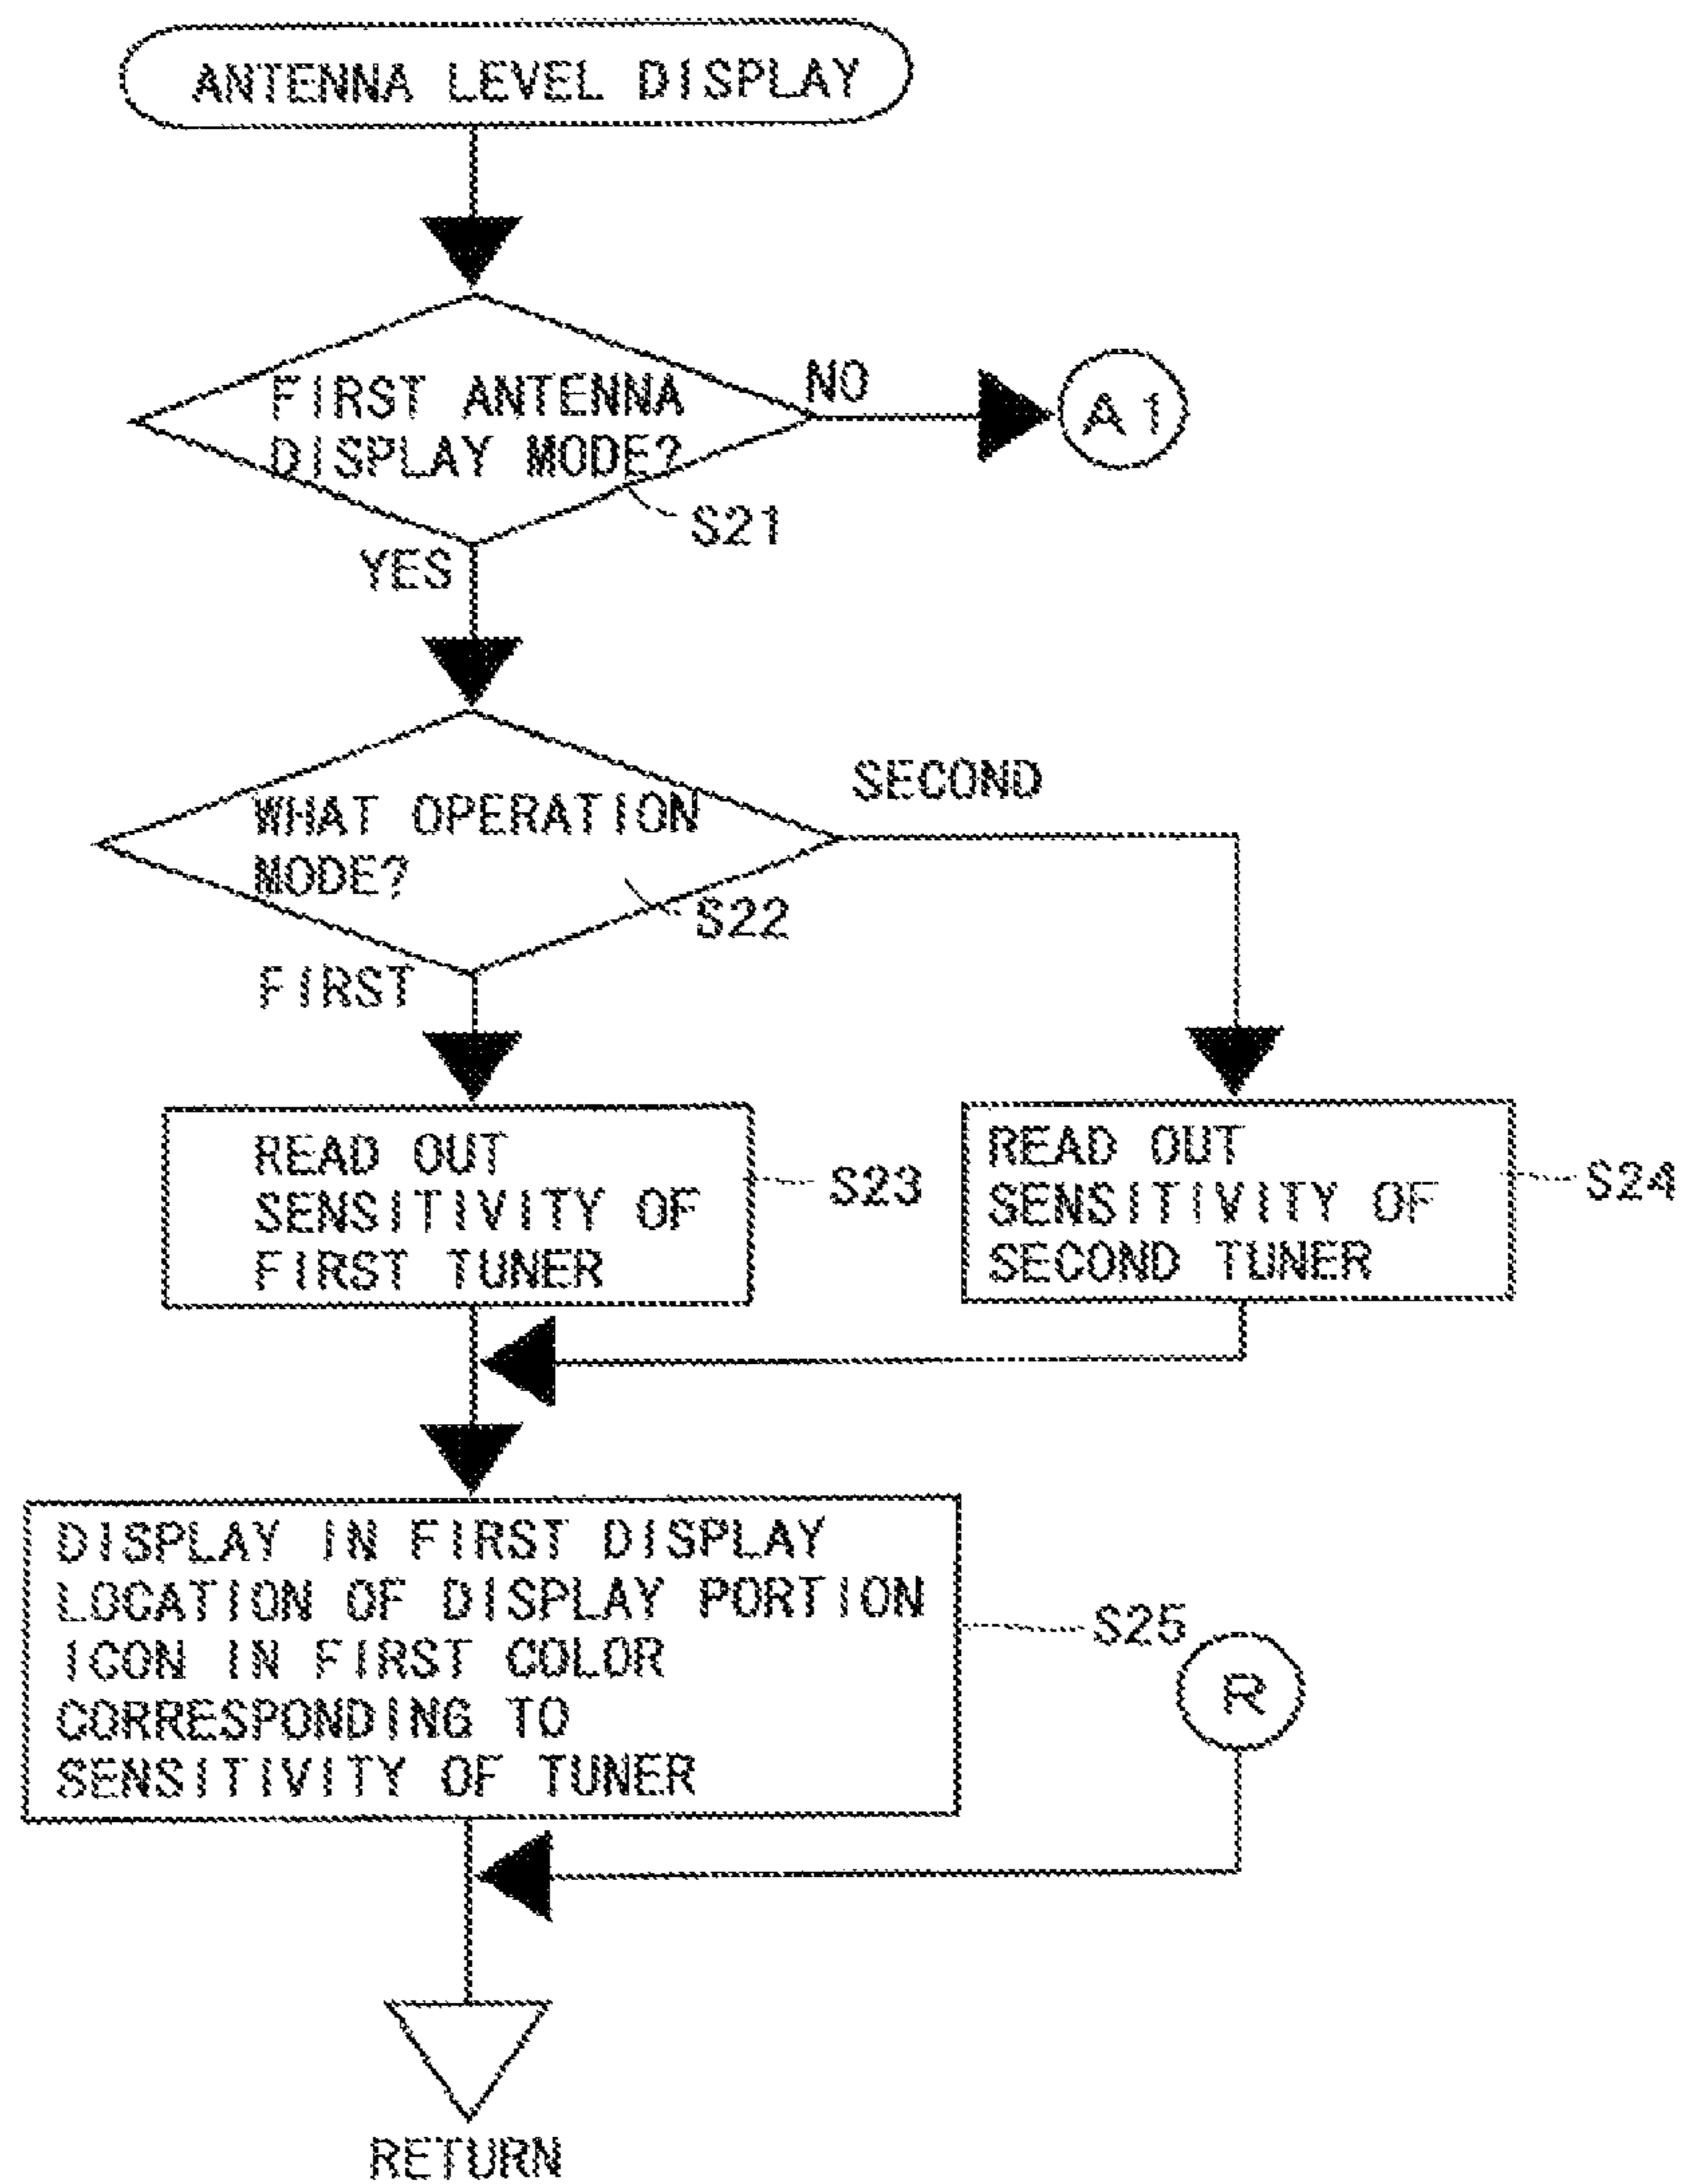 ANTENNA LEVEL DISPLAY
FIRST ANTENNA
DISPLAY MODE?
NO
A1
S21
YES
WHAT OPERATION
MODE?
SECOND
S22
FIRST
READ OUT
SENSITIVITY OF
FIRST TUNER
S23
READ OUT
SENSITIVITY OF
SECOND TUNER
S24
DISPLAY IN FIRST DISPLAY
LOCATION OF DISPLAY PORTION
ICON IN FIRST COLOR
CORRESPONDING TO
SENSITIVITY OF TUNER
S25
R
RETURN